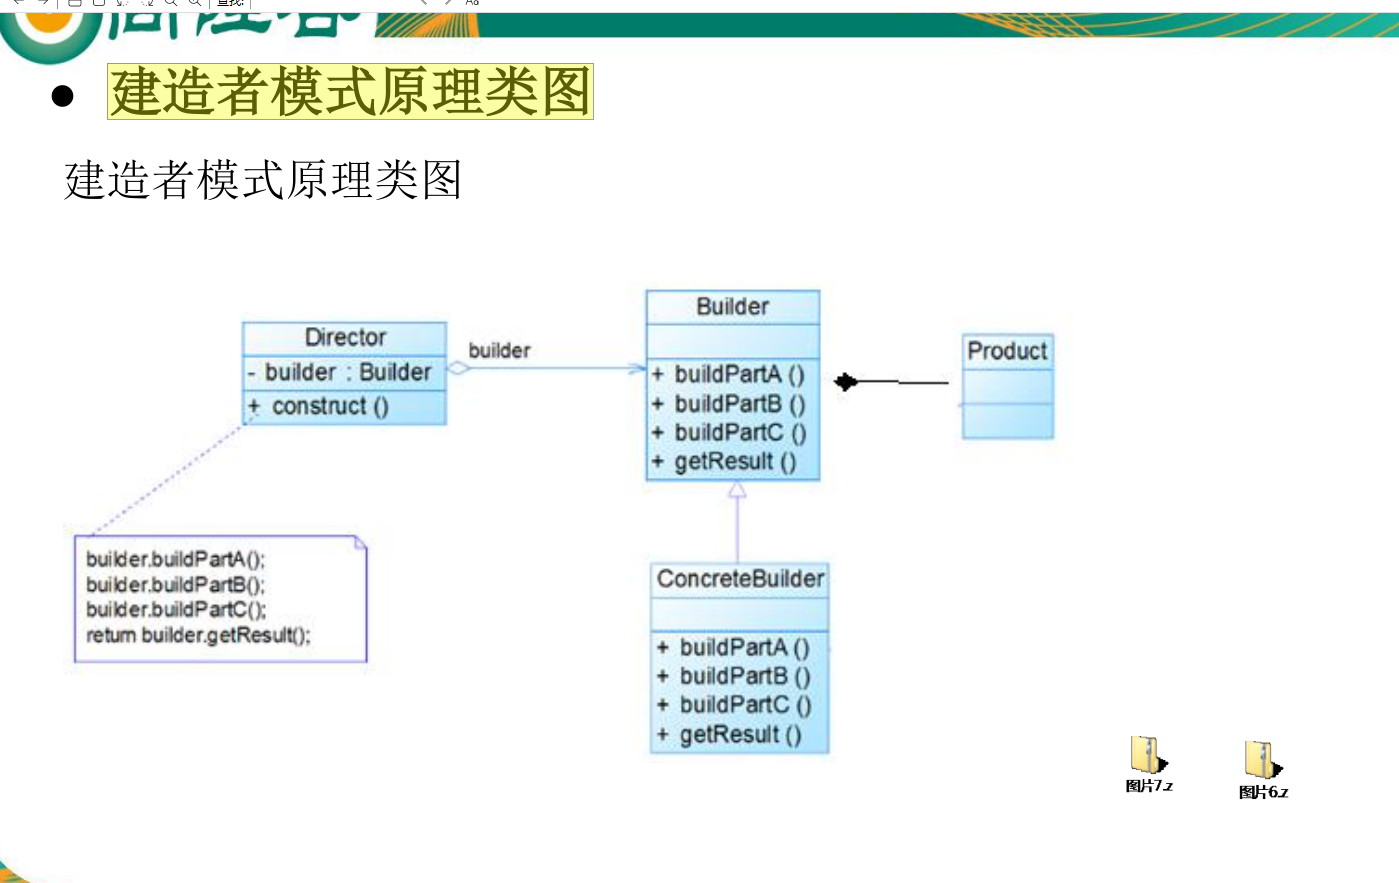 建造者模式原理类图
建造者模式原理类图
Director
- builder : Builder
+ construct ()
builder
Builder
+ buildPartA ()
+ buildPartB ()
+ buildPartC ()
+ getResult ()
Product
builder.buildPartA();
builder.buildPartB();
builder.buildPartC();
return builder.getResult();
ConcreteBuilder
+ buildPartA ()
+ buildPartB ()
+ buildPartC ()
+ getResult ()
图片7.z
图片6.z